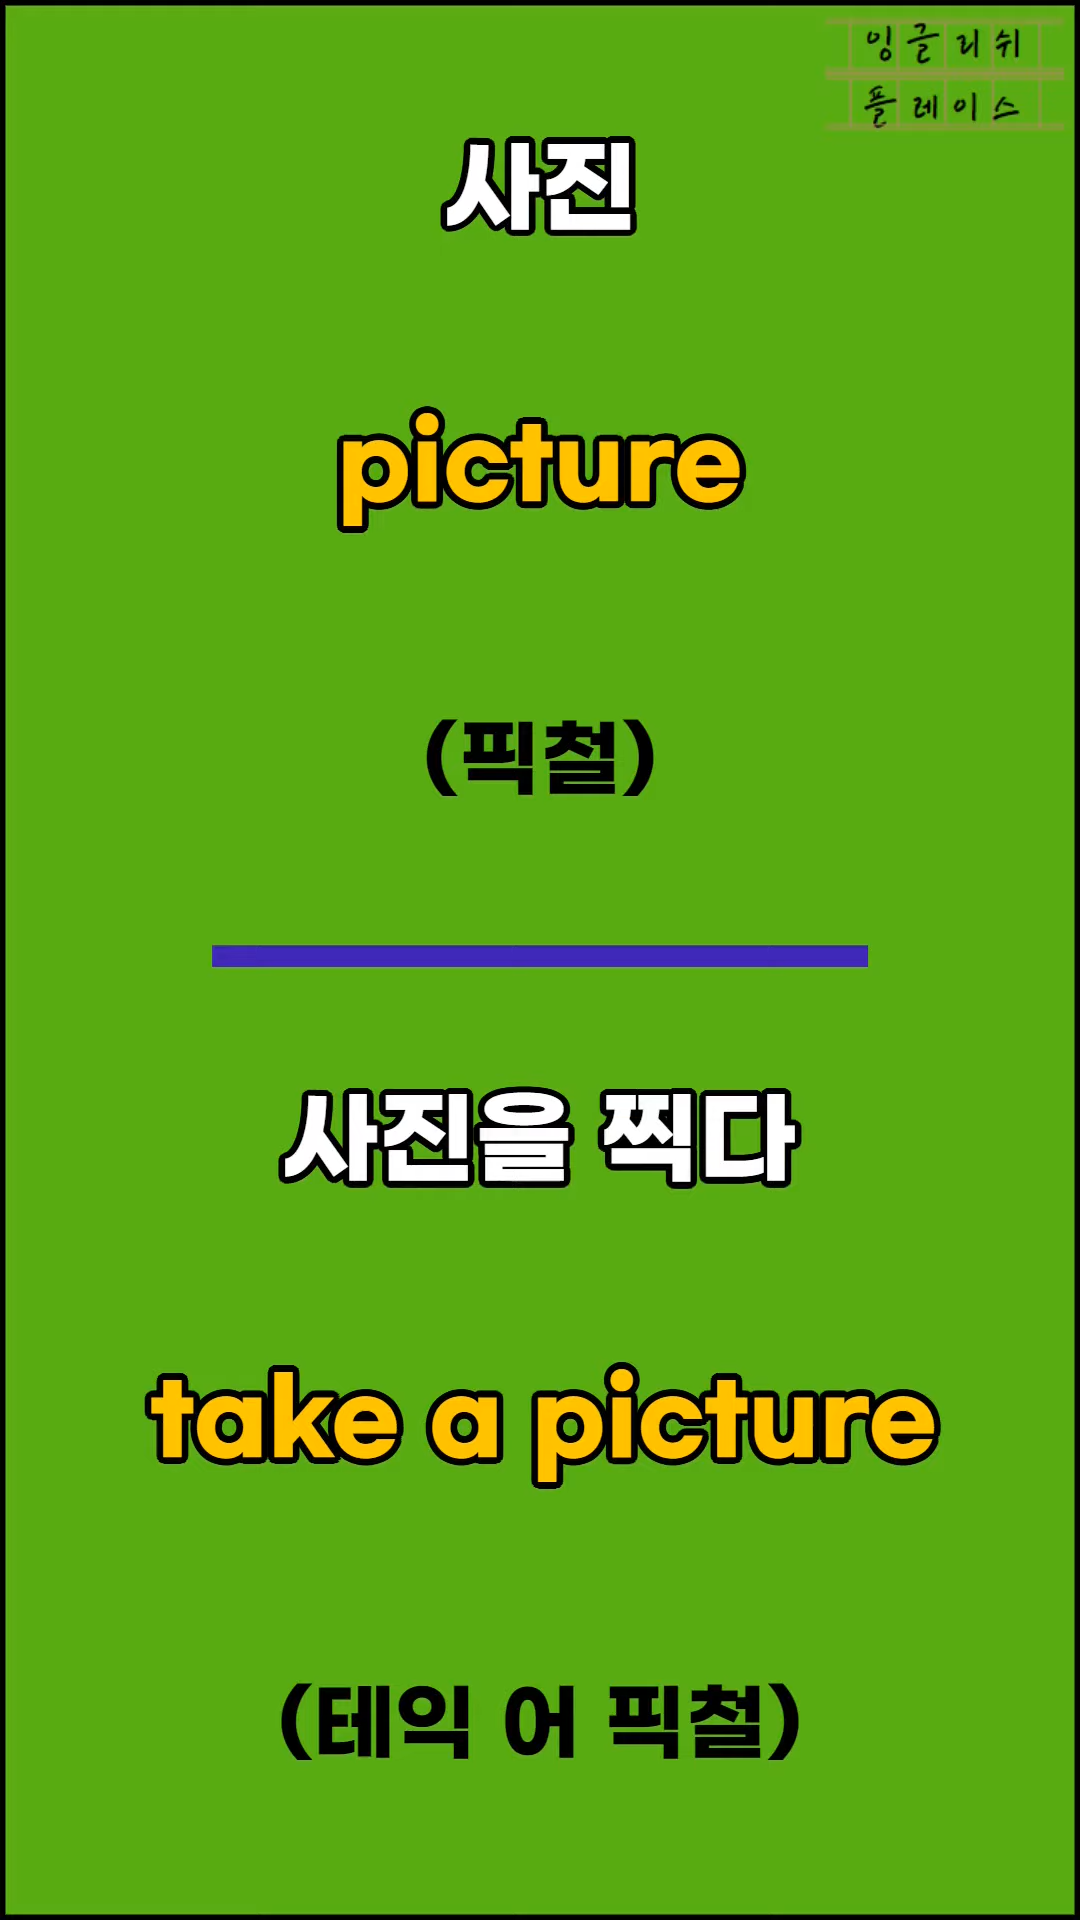 잉글리쉬
플레이스
사진
picture
(픽철)
사진을 찍다
take a picture
(테익 어 픽철)